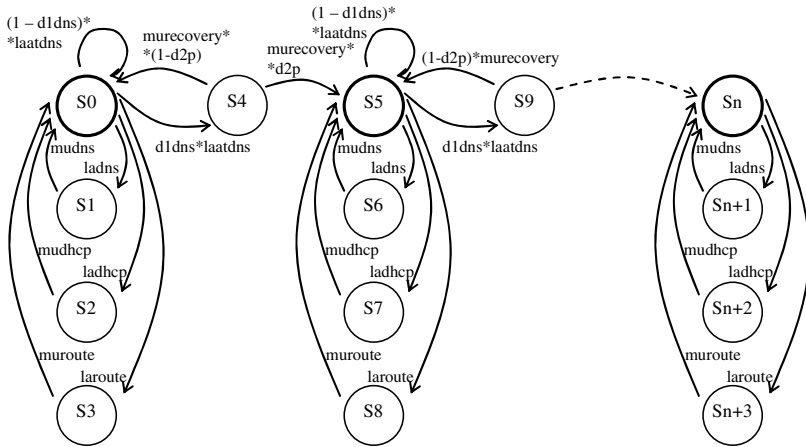 (1 – d1dns)*
*laatdns
murecovery*
*(1-d2p)
murecovery*
*d2p
(1 – d1dns)*
*laatdns
(1-d2p)*murecovery
S0
S4
S5
S9
Sn
d1dns*laatdns
d1dns*laatdns
mudns
ladns
mudns
ladns
mudns
ladns
S1
S6
Sn+1
mudhcp
ladhcp
mudhcp
ladhcp
mudhcp
ladhcp
S2
S7
Sn+2
muroute
laroute
muroute
laroute
muroute
laroute
S3
S8
Sn+3